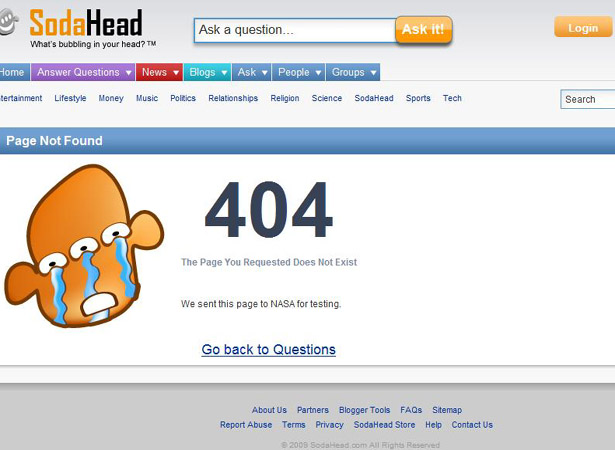 SodaHead
What's bubbling in your head?™
Ask a question...
Ask it!
Login
Home
Answer Questions
News
Blogs
Ask
People
Groups
tertainment Lifestyle Money Music Politics Relationships Religion Science SodaHead Sports Tech
Search
Page Not Found
404
The Page You Requested Does Not Exist
We sent this page to NASA for testing.
Go back to Questions
About Us Partners Blogger Tools FAQs Sitemap
Report Abuse Terms Privacy SodaHead Store Help Contact Us
© 2009 SodaHead.com All Rights Reserved